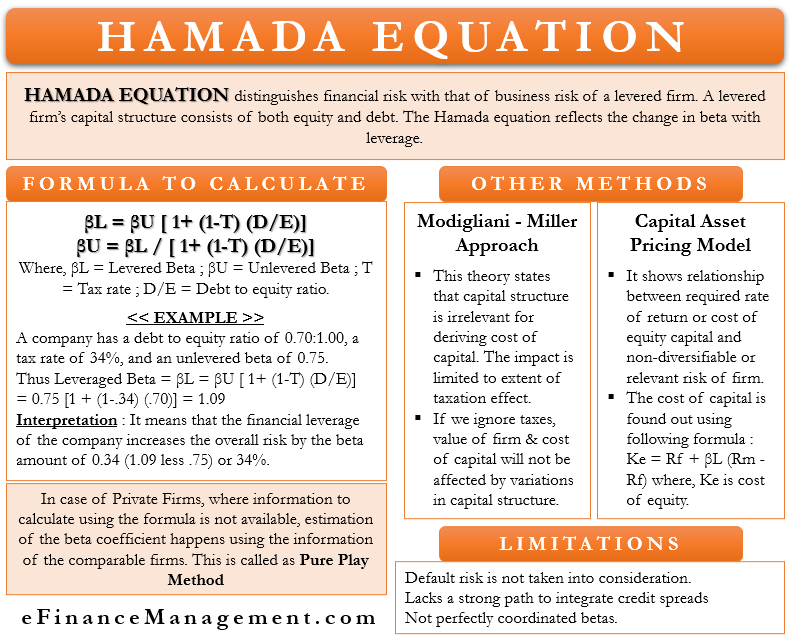 HAMADA EQUATION
HAMADA EQUATION distinguishes financial risk with that of business risk of a levered firm. A levered
firm's capital structure consists of both equity and debt. The Hamada equation reflects the change in beta with
leverage.
FORMULA TO CALCULATE
βL = βU [ 1+ (1-T) (D/E)]
βU = βL / [ 1+ (1-T) (D/E)]
Where, βL = Levered Beta ; βU = Unlevered Beta ; T
= Tax rate ; D/E = Debt to equity ratio.
<< EXAMPLE >>
A company has a debt to equity ratio of 0.70:1.00, a
tax rate of 34%, and an unlevered beta of 0.75.
Thus Leveraged Beta = βL = βU [ 1+ (1-T) (D/E)]
= 0.75 [1 + (1-.34) (.70)] = 1.09
Interpretation : It means that the financial leverage
of the company increases the overall risk by the beta
amount of 0.34 (1.09 less .75) or 34%.
In case of Private Firms, where information to
calculate using the formula is not available, estimation
of the beta coefficient happens using the information
of the comparable firms. This is called as Pure Play
Method
eFinanceManagement.com
OTHER METHODS
Modigliani - Miller
Approach
▪ This theory states
that capital structure
is irrelevant for
deriving cost of
capital. The impact is
limited to extent of
taxation effect.
▪ If we ignore taxes,
value of firm & cost
of capital will not be
affected by variations
in capital structure.
Capital Asset
Pricing Model
▪ It shows relationship
between required rate
of return or cost of
equity capital and
non-diversifiable or
relevant risk of firm.
▪ The cost of capital is
found out using
following formula :
Ke = Rf + βL (Rm -
Rf) where, Ke is cost
of equity.
LIMITATIONS
Default risk is not taken into consideration.
Lacks a strong path to integrate credit spreads
Not perfectly coordinated betas.